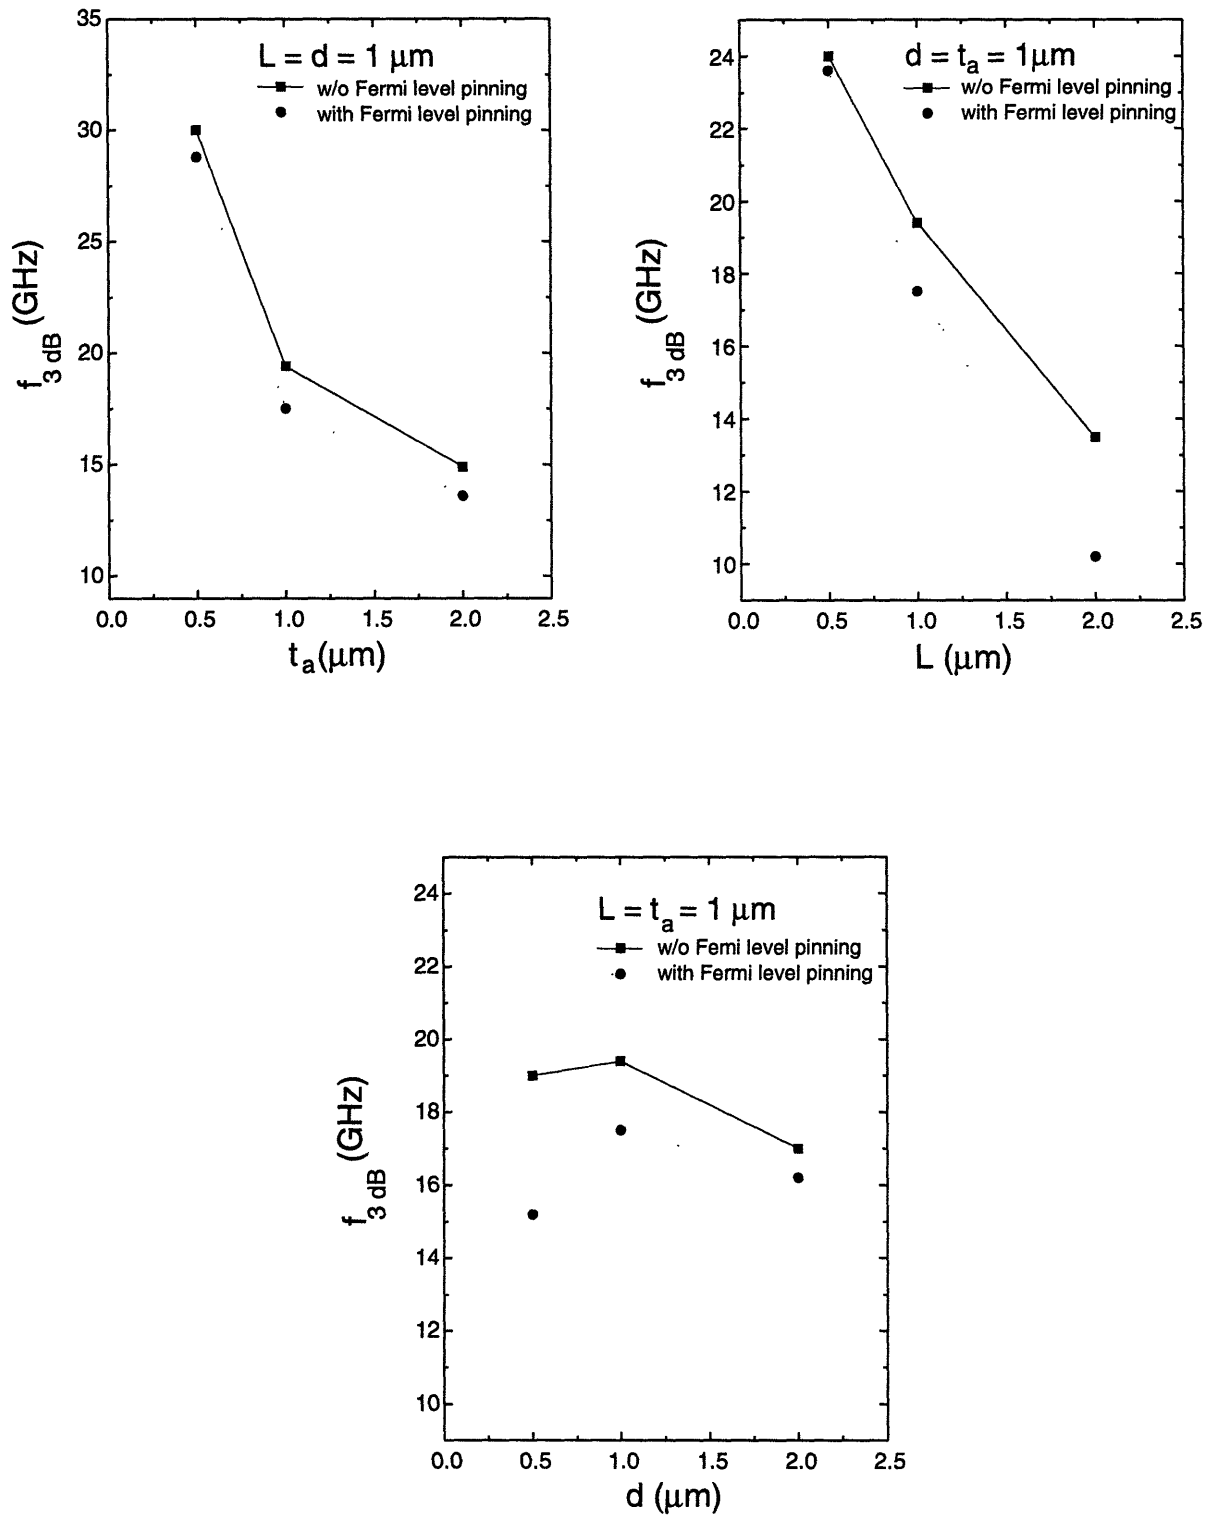 L = d = 1 μm
w/o Fermi level pinning
with Fermi level pinning
35
30
25
20
15
10
f3 dB (GHz)
0.0 0.5 1.0 1.5 2.0 2.5
ta(μm)
d = ta = 1μm
w/o Fermi level pinning
with Fermi level pinning
24
22
20
18
16
14
12
10
f3 dB (GHz)
0.0 0.5 1.0 1.5 2.0 2.5
L (μm)
L = ta = 1 μm
w/o Femi level pinning
with Fermi level pinning
24
22
20
18
16
14
12
10
f3 dB (GHz)
0.0 0.5 1.0 1.5 2.0 2.5
d (μm)